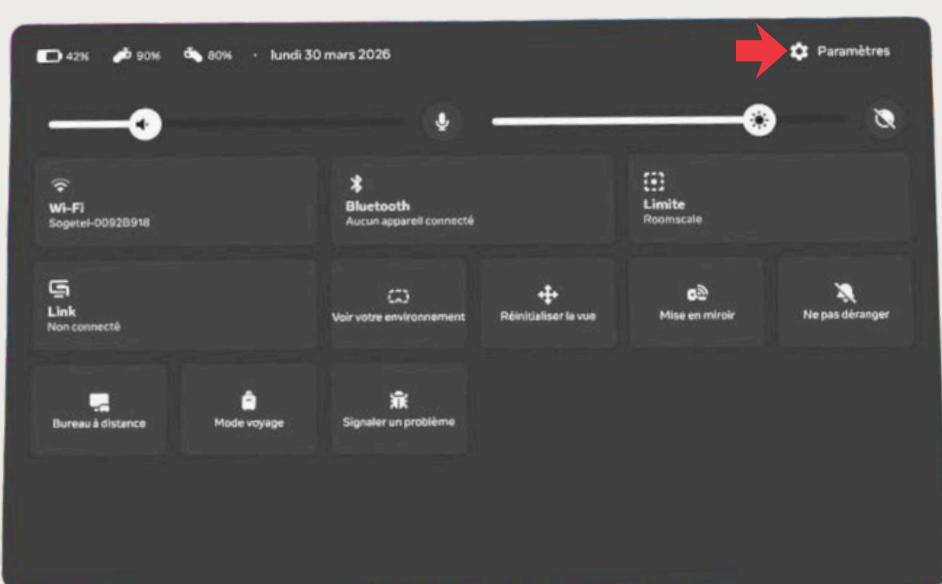 42% 90% 80% · lundi 30 mars 2026 Paramètres
Wi-Fi
Sogetel-0092B918
Bluetooth
Aucun appareil connecté
Limite
Roomscale
Link
Non connecté
Voir votre environnement
Réinitialiser la vue
Mise en miroir
Ne pas déranger
Bureau à distance
Mode voyage
Signaler un problème